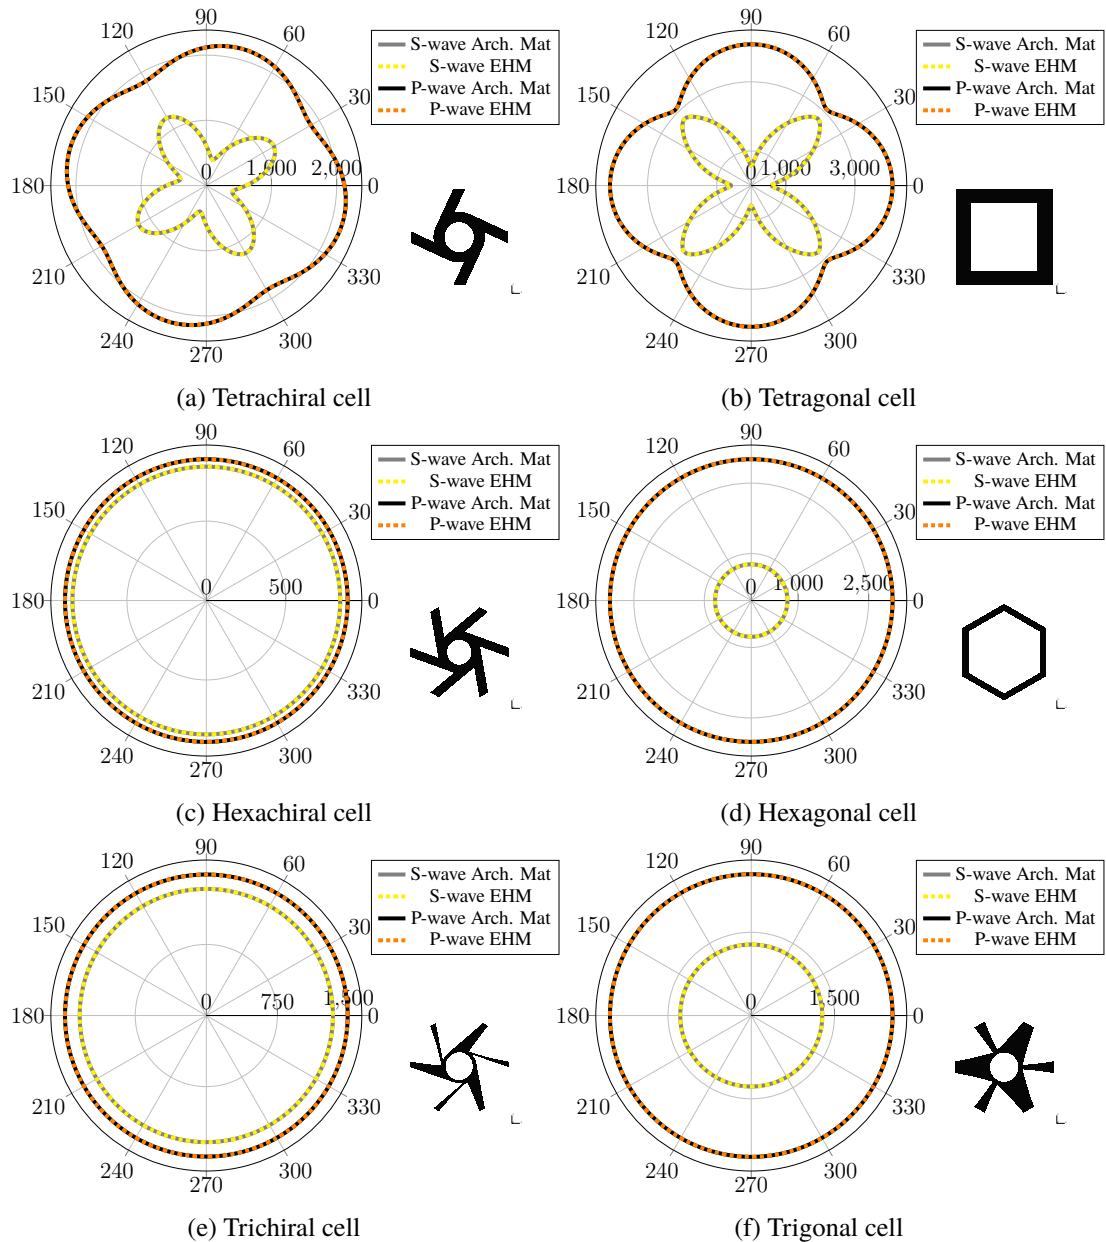 90
120
60
150
30
180
0
210
330
240
300
270
0
1,000
2,000
S-wave Arch. Mat
S-wave EHM
P-wave Arch. Mat
P-wave EHM
(a) Tetrachiral cell
90
120
60
150
30
180
0
210
330
240
300
270
0
1,000
3,000
S-wave Arch. Mat
S-wave EHM
P-wave Arch. Mat
P-wave EHM
(b) Tetragonal cell
90
120
60
150
30
180
0
210
330
240
300
270
0
500
S-wave Arch. Mat
S-wave EHM
P-wave Arch. Mat
P-wave EHM
(c) Hexachiral cell
90
120
60
150
30
180
0
210
330
240
300
270
0
1,000
2,500
S-wave Arch. Mat
S-wave EHM
P-wave Arch. Mat
P-wave EHM
(d) Hexagonal cell
90
120
60
150
30
180
0
210
330
240
300
270
0
750
1,500
S-wave Arch. Mat
S-wave EHM
P-wave Arch. Mat
P-wave EHM
(e) Trichiral cell
90
120
60
150
30
180
0
210
330
240
300
270
0
1,500
S-wave Arch. Mat
S-wave EHM
P-wave Arch. Mat
P-wave EHM
(f) Trigonal cell